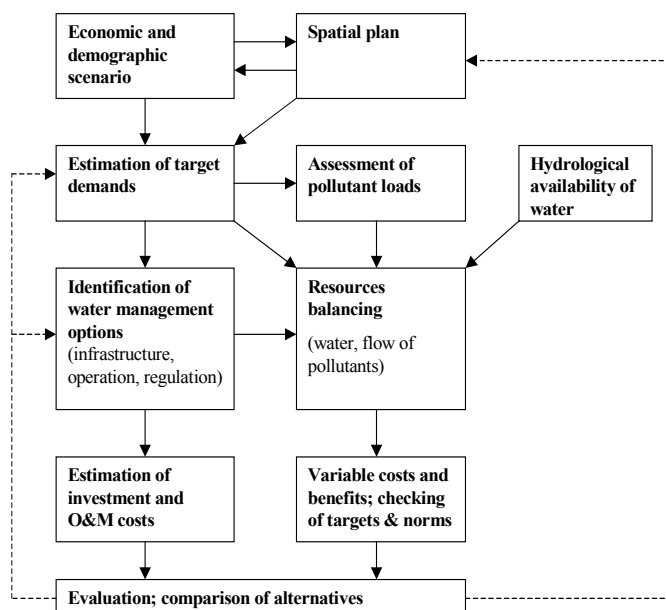 Economic and
demographic
scenario
Spatial plan
Estimation of target
demands
Assessment of
pollutant loads
Hydrological
availability of
water
Identification of
water management
options
(infrastructure,
operation, regulation)
Resources
balancing
(water, flow of
pollutants)
Estimation of
investment and
O&M costs
Variable costs and
benefits; checking
of targets & norms
Evaluation; comparison of alternatives